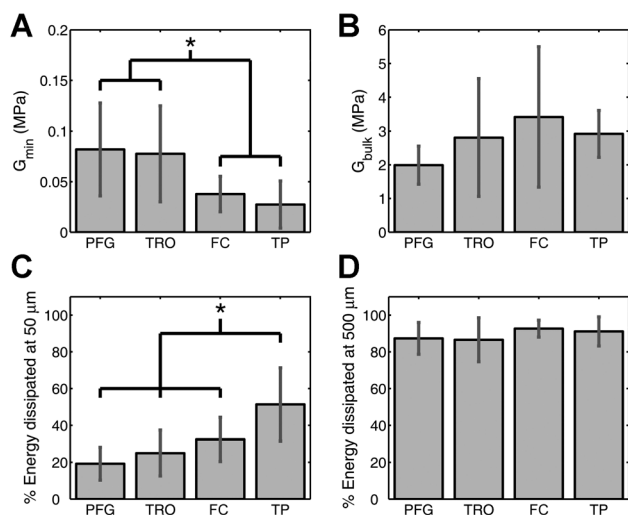 A
G_min (MPa)
0.2
0.15
0.1
0.05
0
*
PFG TRO FC TP
B
G_bulk (MPa)
6
5
4
3
2
1
0
PFG TRO FC TP
C
% Energy dissipated at 50 μm
100
80
60
40
20
0
*
PFG TRO FC TP
D
% Energy dissipated at 500 μm
100
80
60
40
20
0
PFG TRO FC TP